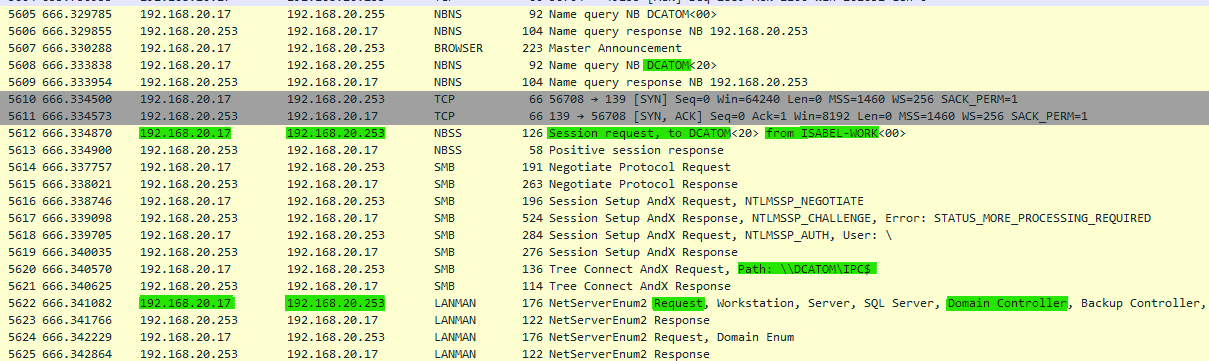 5605 666.329785 192.168.20.17 192.168.20.255 NBNS 92 Name query NB DCATOM<00>
5606 666.329855 192.168.20.253 192.168.20.17 NBNS 104 Name query response NB 192.168.20.253
5607 666.330288 192.168.20.17 192.168.20.253 BROWSER 223 Master Announcement
5608 666.333838 192.168.20.17 192.168.20.255 NBNS 92 Name query NB DCATOM<20>
5609 666.333954 192.168.20.253 192.168.20.17 NBNS 104 Name query response NB 192.168.20.253
5610 666.334500 192.168.20.17 192.168.20.253 TCP 66 56708 → 139 [SYN] Seq=0 Win=64240 Len=0 MSS=1460 WS=256 SACK_PERM=1
5611 666.334573 192.168.20.253 192.168.20.17 TCP 66 139 → 56708 [SYN, ACK] Seq=0 Ack=1 Win=8192 Len=0 MSS=1460 WS=256 SACK_PERM=1
5612 666.334870 192.168.20.17 192.168.20.253 NBSS 126 Session request, to DCATOM<20> from ISABEL-WORK<00>
5613 666.334900 192.168.20.253 192.168.20.17 NBSS 58 Positive session response
5614 666.337757 192.168.20.17 192.168.20.253 SMB 191 Negotiate Protocol Request
5615 666.338021 192.168.20.253 192.168.20.17 SMB 263 Negotiate Protocol Response
5616 666.338746 192.168.20.17 192.168.20.253 SMB 196 Session Setup AndX Request, NTLMSSP_NEGOTIATE
5617 666.339098 192.168.20.253 192.168.20.17 SMB 524 Session Setup AndX Response, NTLMSSP_CHALLENGE, Error: STATUS_MORE_PROCESSING_REQUIRED
5618 666.339705 192.168.20.17 192.168.20.253 SMB 284 Session Setup AndX Request, NTLMSSP_AUTH, User: \
5619 666.340035 192.168.20.253 192.168.20.17 SMB 276 Session Setup AndX Response
5620 666.340570 192.168.20.17 192.168.20.253 SMB 136 Tree Connect AndX Request, Path: \\DCATOM\IPC$
5621 666.340625 192.168.20.253 192.168.20.17 SMB 114 Tree Connect AndX Response
5622 666.341082 192.168.20.17 192.168.20.253 LANMAN 176 NetServerEnum2 Request, Workstation, Server, SQL Server, Domain Controller, Backup Controller,
5623 666.341766 192.168.20.253 192.168.20.17 LANMAN 122 NetServerEnum2 Response
5624 666.342229 192.168.20.17 192.168.20.253 LANMAN 176 NetServerEnum2 Request, Domain Enum
5625 666.342864 192.168.20.253 192.168.20.17 LANMAN 122 NetServerEnum2 Response